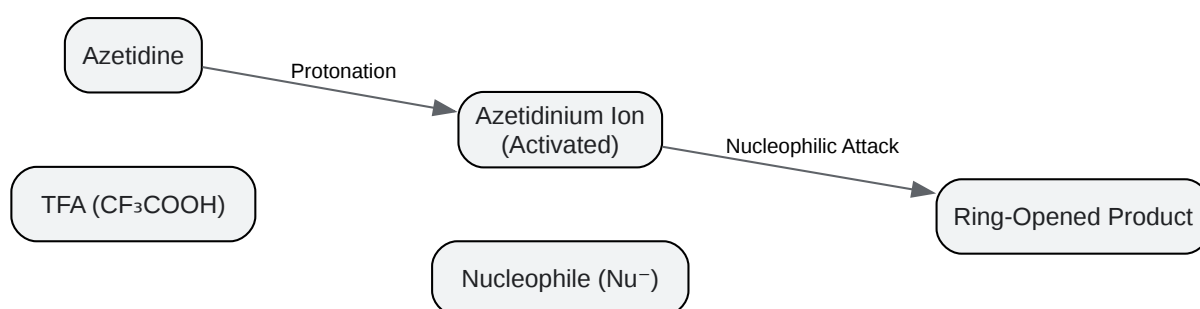 Azetidine
Protonation
Azetidinium Ion
(Activated)
Nucleophilic Attack
TFA (CF₃COOH)
Ring-Opened Product
Nucleophile (Nu⁻)